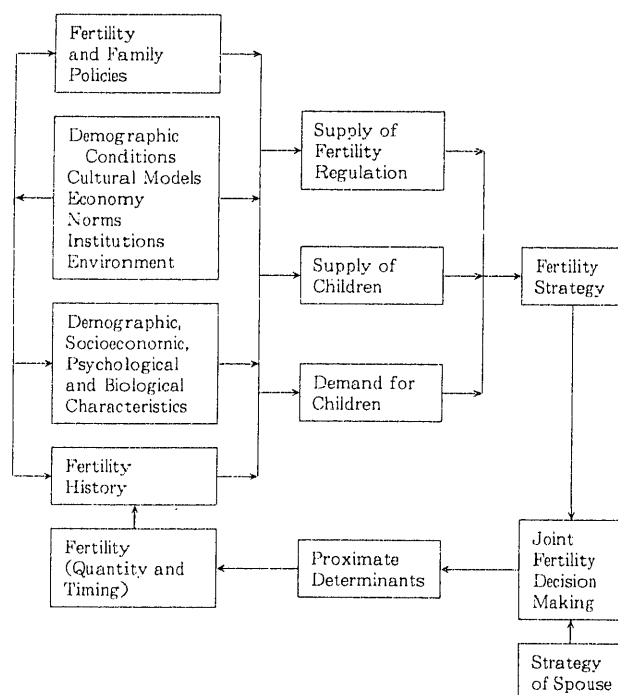 Fertility
and Family
Policies
Demographic
Conditions
Cultural Models
Economy
Norms
Institutions
Environment
Demographic,
Socioeconomic,
Psychological
and Biological
Characteristics
Fertility
History
Fertility
(Quantity and
Timing)
Supply of
Fertility
Regulation
Supply of
Children
Demand for
Children
Proximate
Determinants
Fertility
Strategy
Joint
Fertility
Decision
Making
Strategy
of Spouse